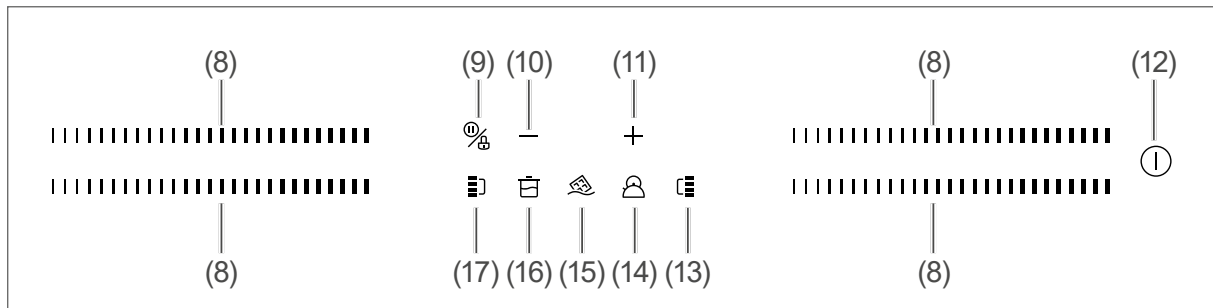 (8) (9) (10) (11) (8) (12)
− +
(8) (17) (16) (15) (14) (13) (8)